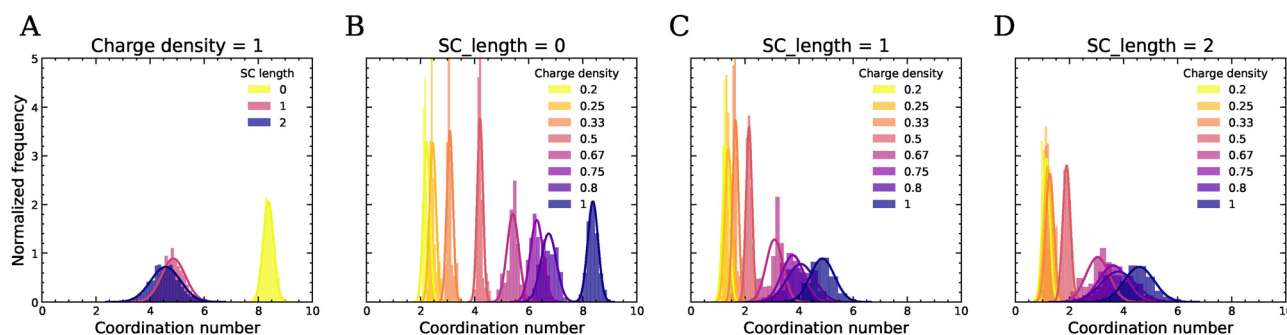 A
Charge density = 1
Normalized frequency
5
4
3
2
1
0
SC length
0
1
2
0 2 4 6 8 10
Coordination number
B
SC_length = 0
Charge density
0.2
0.25
0.33
0.5
0.67
0.75
0.8
1
0 2 4 6 8 10
Coordination number
C
SC_length = 1
Charge density
0.2
0.25
0.33
0.5
0.67
0.75
0.8
1
0 2 4 6 8 10
Coordination number
D
SC_length = 2
Charge density
0.2
0.25
0.33
0.5
0.67
0.75
0.8
1
0 2 4 6 8 10
Coordination number